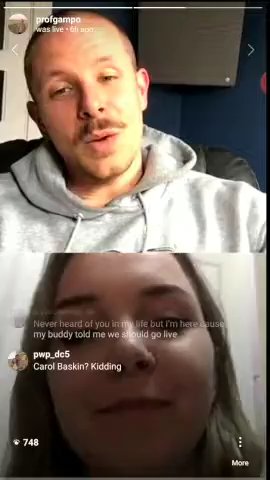 profgampo
was live • 6h ago
Never heard of you in my life but i'm here cause
my buddy told me we should go live
pwp_dc5
Carol Baskin? Kidding
748
More